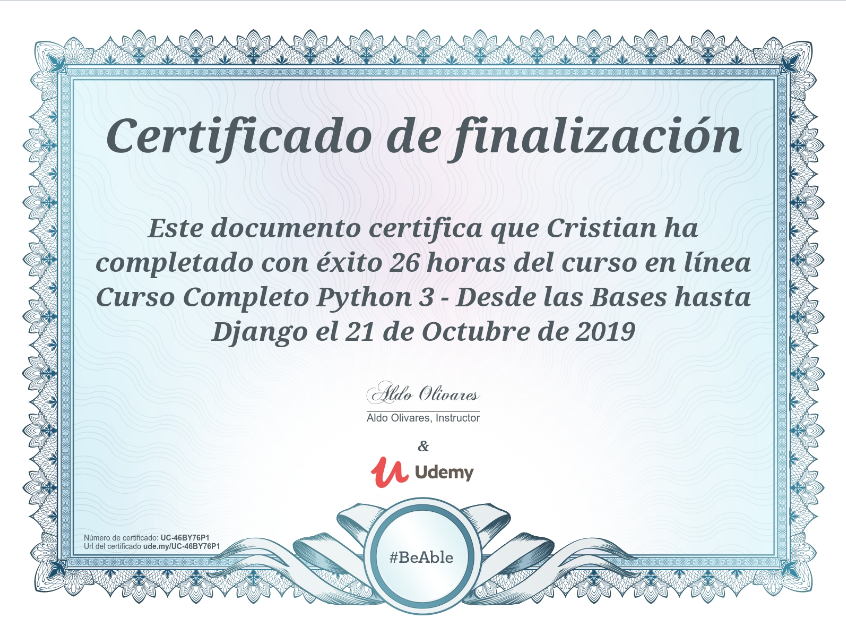 Certificado de finalización
Este documento certifica que Cristian ha
completado con éxito 26 horas del curso en línea
Curso Completo Python 3 - Desde las Bases hasta
Django el 21 de Octubre de 2019
Aldo Olivares
Aldo Olivares, Instructor
&
Udemy
Número de certificado: UC-46BY76P1
Url del certificado ude.my/UC-46BY76P1
#BeAble